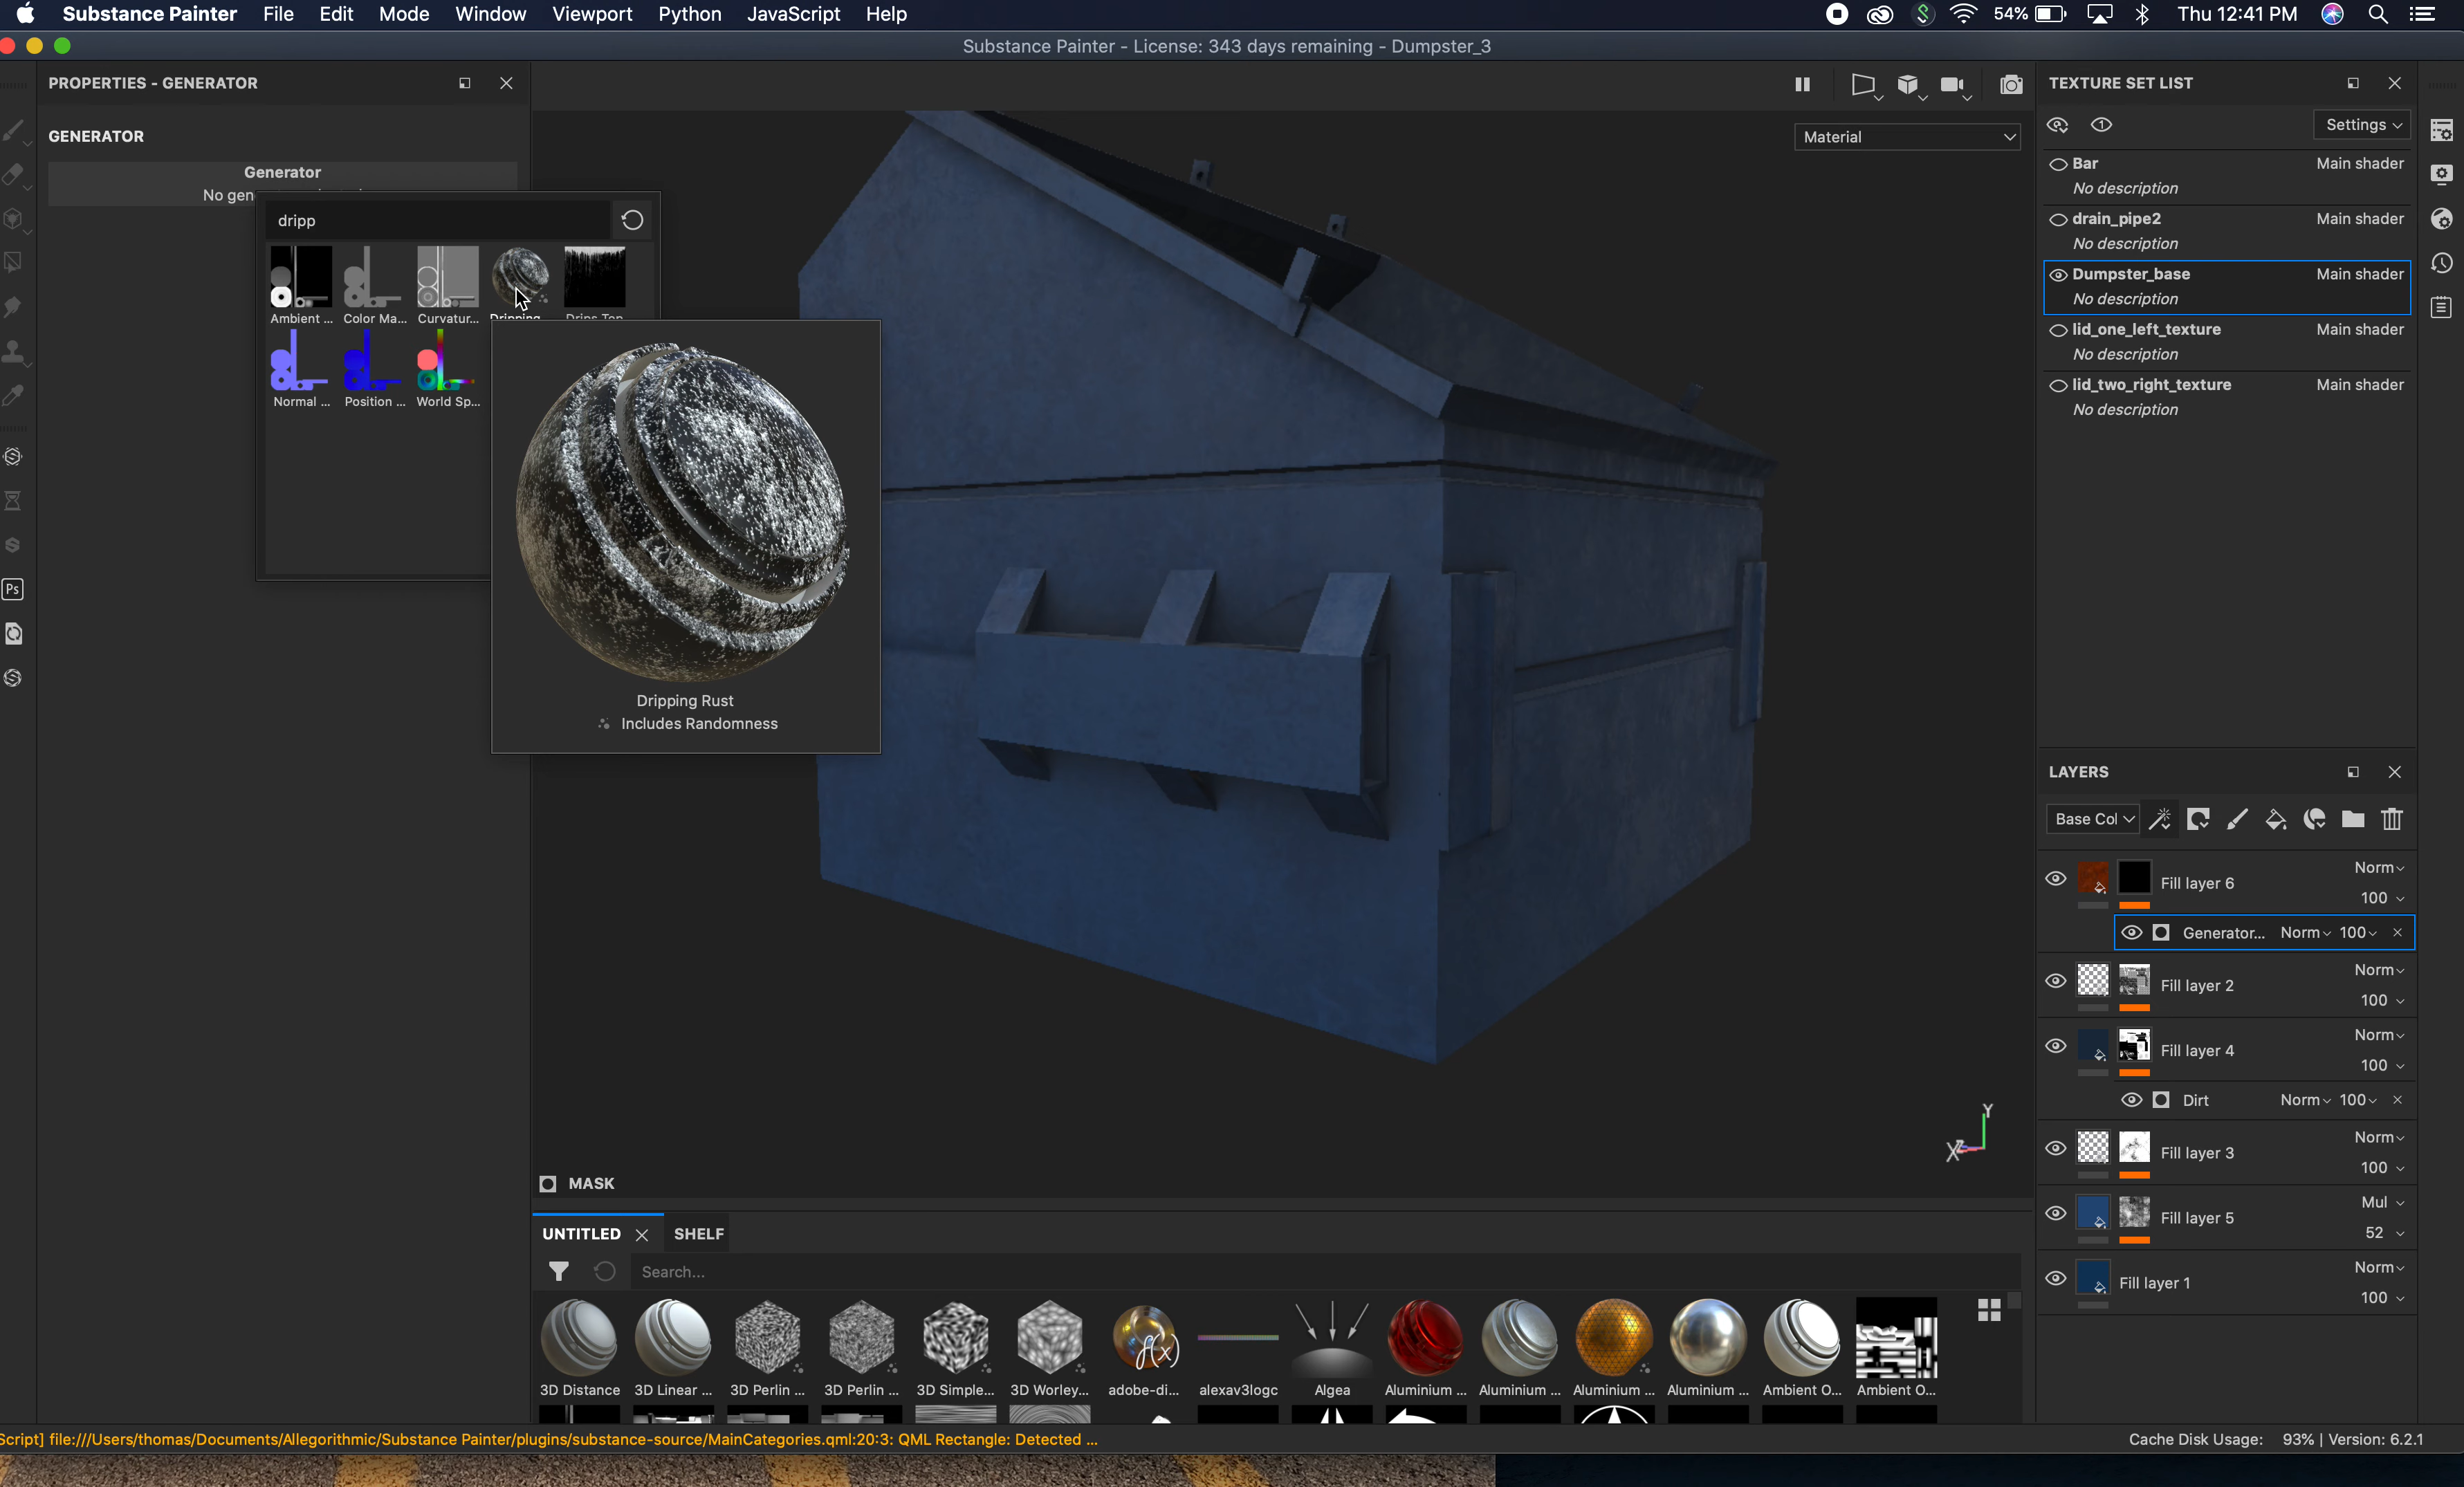 Substance Painter File Edit Mode Window Viewport Python JavaScript Help 54% Thu 12:41 PM
Substance Painter - License: 343 days remaining - Dumpster_3
PROPERTIES - GENERATOR
GENERATOR
Generator
No gen
dripp
Ambient ... Color Ma... Curvatur... Dripping Drips Top
Normal ... Position ... World Sp...
Dripping Rust
Includes Randomness
Material
MASK
UNTITLED SHELF
Search...
3D Distance 3D Linear ... 3D Perlin ... 3D Perlin ... 3D Simple... 3D Worley... adobe-di... alexav3logc Algea Aluminium ... Aluminium ... Aluminium ... Aluminium ... Ambient O... Ambient O...
f(x)
TEXTURE SET LIST
Settings
Bar Main shader
No description
drain_pipe2 Main shader
No description
Dumpster_base Main shader
No description
lid_one_left_texture Main shader
No description
lid_two_right_texture Main shader
No description
LAYERS
Base Col
Norm
Fill layer 6
100
Generator... Norm 100
Norm
Fill layer 2
100
Norm
Fill layer 4
100
Dirt Norm 100
Norm
Fill layer 3
100
Mul
Fill layer 5
52
Norm
Fill layer 1
100
Ps
Y
X
Script] file:///Users/thomas/Documents/Allegorithmic/Substance Painter/plugins/substance-source/MainCategories.qml:20:3: QML Rectangle: Detected ...
Cache Disk Usage: 93% | Version: 6.2.1